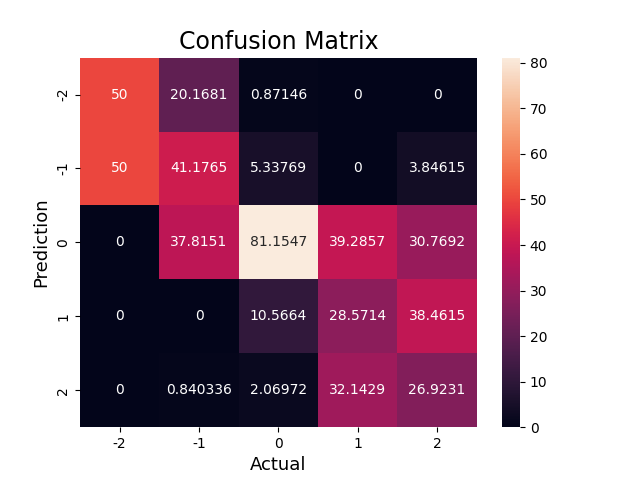 Confusion Matrix
80
-2 50 20.1681 0.87146 0 0
70
-1 50 41.1765 5.33769 0 3.84615
60
50
Prediction
0 0 37.8151 81.1547 39.2857 30.7692
40
30
1 0 0 10.5664 28.5714 38.4615
20
2 0 0.840336 2.06972 32.1429 26.9231
10
0
-2 -1 0 1 2
Actual